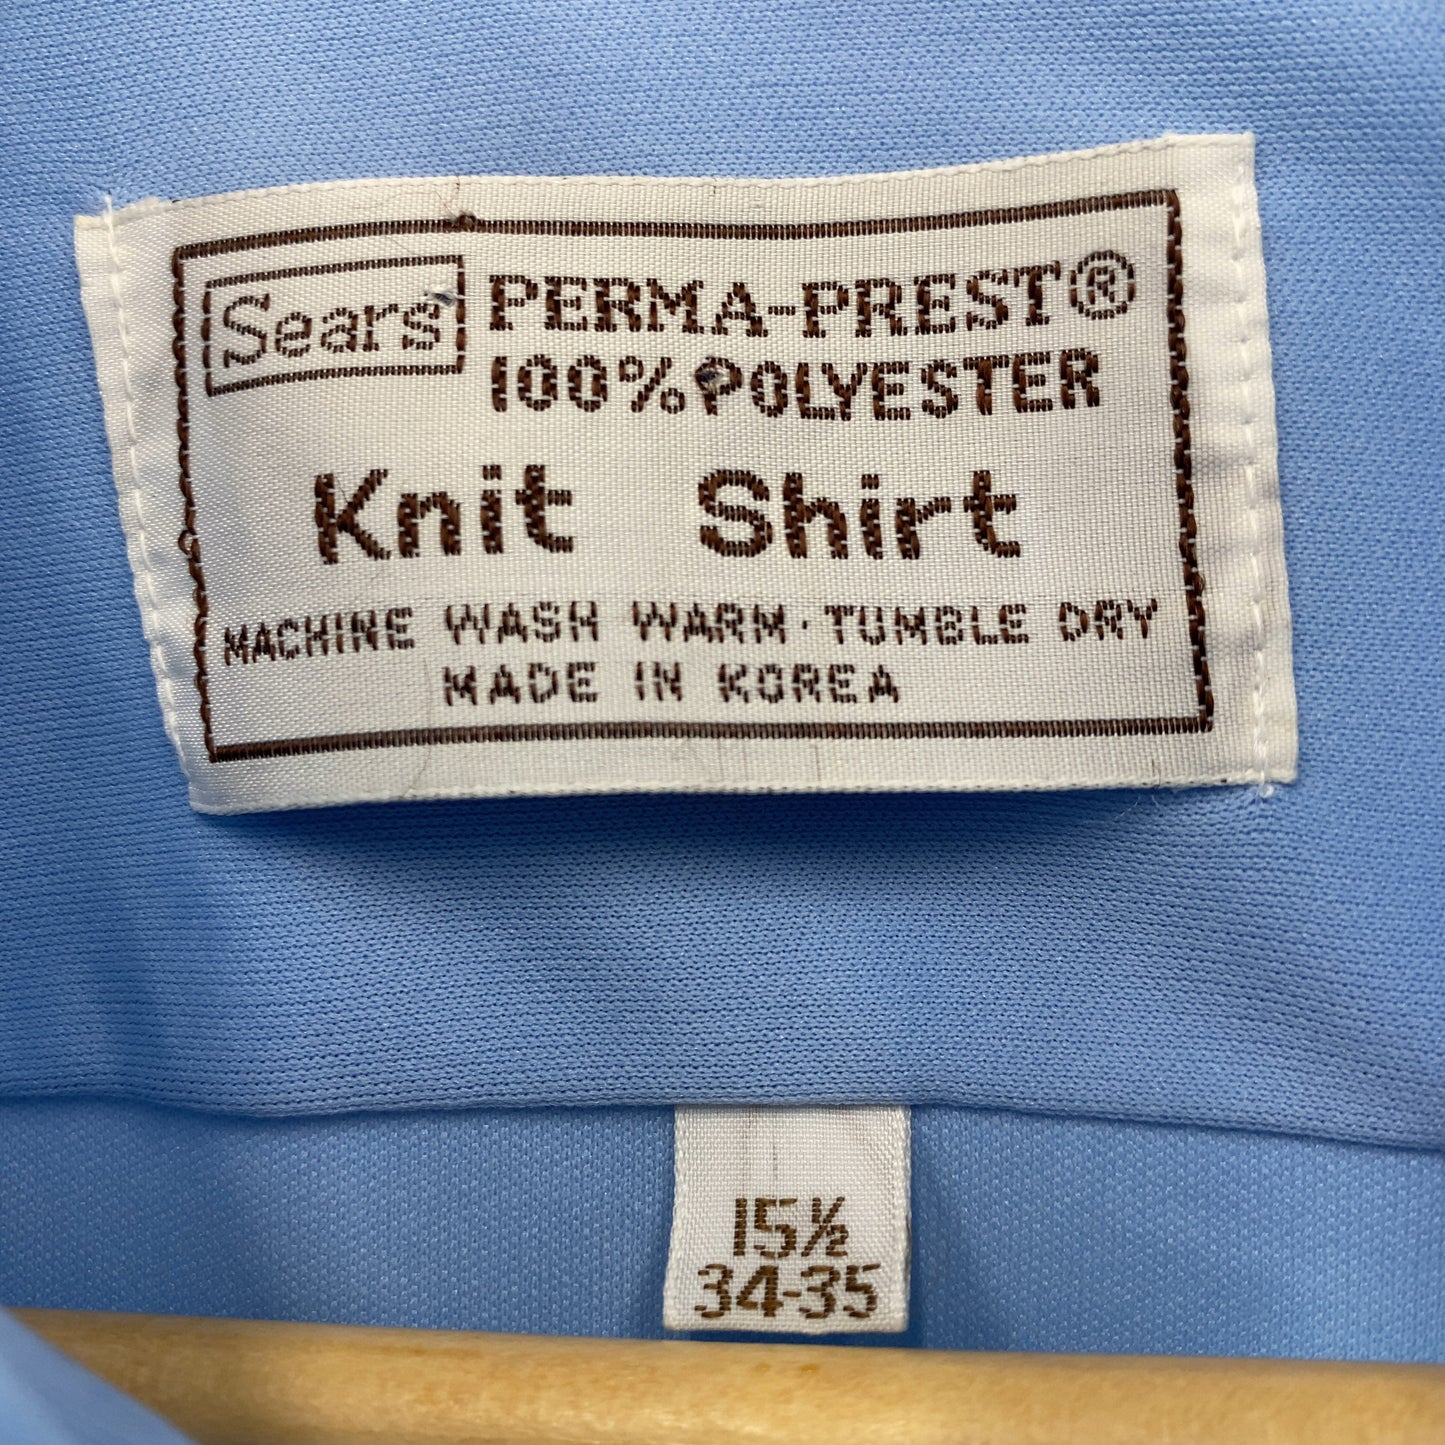 Sears PERMA-PREST®
100% POLYESTER
Knit Shirt
MACHINE WASH WARM · TUMBLE DRY
MADE IN KOREA
15½
34-35